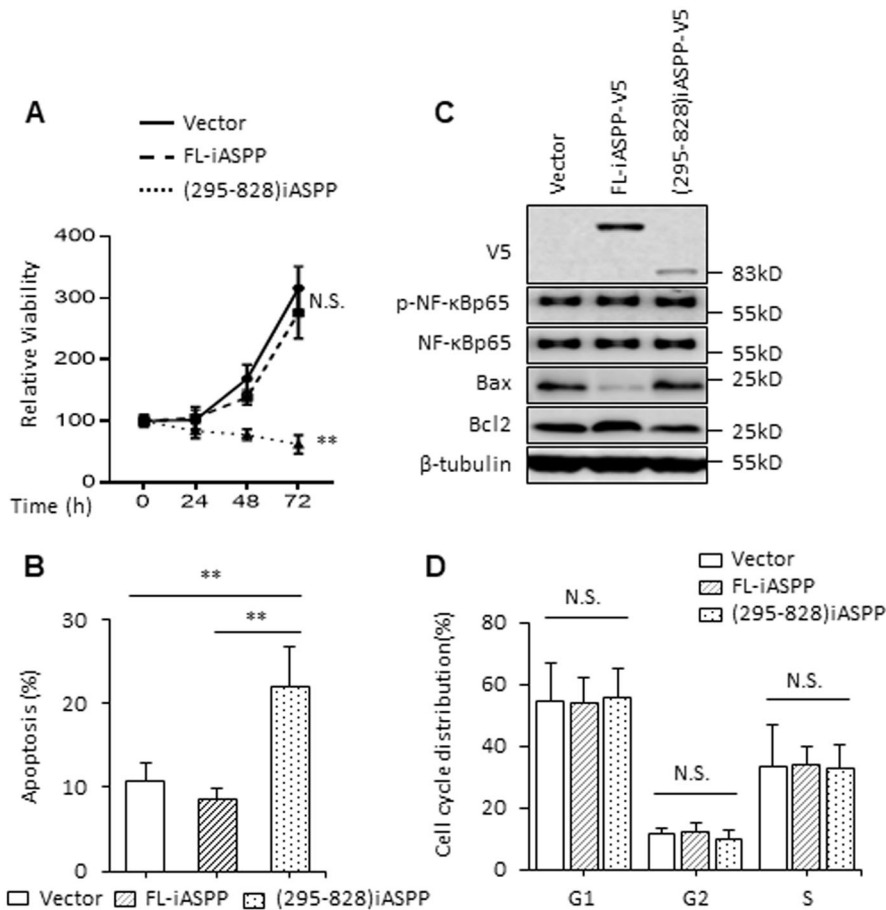 A
Vector
FL-iASPP
(295-828)iASPP
Relative Viability
400
300
200
100
0
N.S.
**
Time (h)
0 24 48 72
C
Vector
FL-iASPP-V5
(295-828)iASPP-V5
V5
83kD
p-NF-κBp65
55kD
NF-κBp65
55kD
Bax
25kD
Bcl2
25kD
β-tubulin
55kD
B
**
**
Apoptosis (%)
30
20
10
0
Vector FL-iASPP (295-828)iASPP
D
Vector
FL-iASPP
(295-828)iASPP
Cell cycle distribution(%)
80
60
40
20
0
N.S.
N.S.
N.S.
G1 G2 S